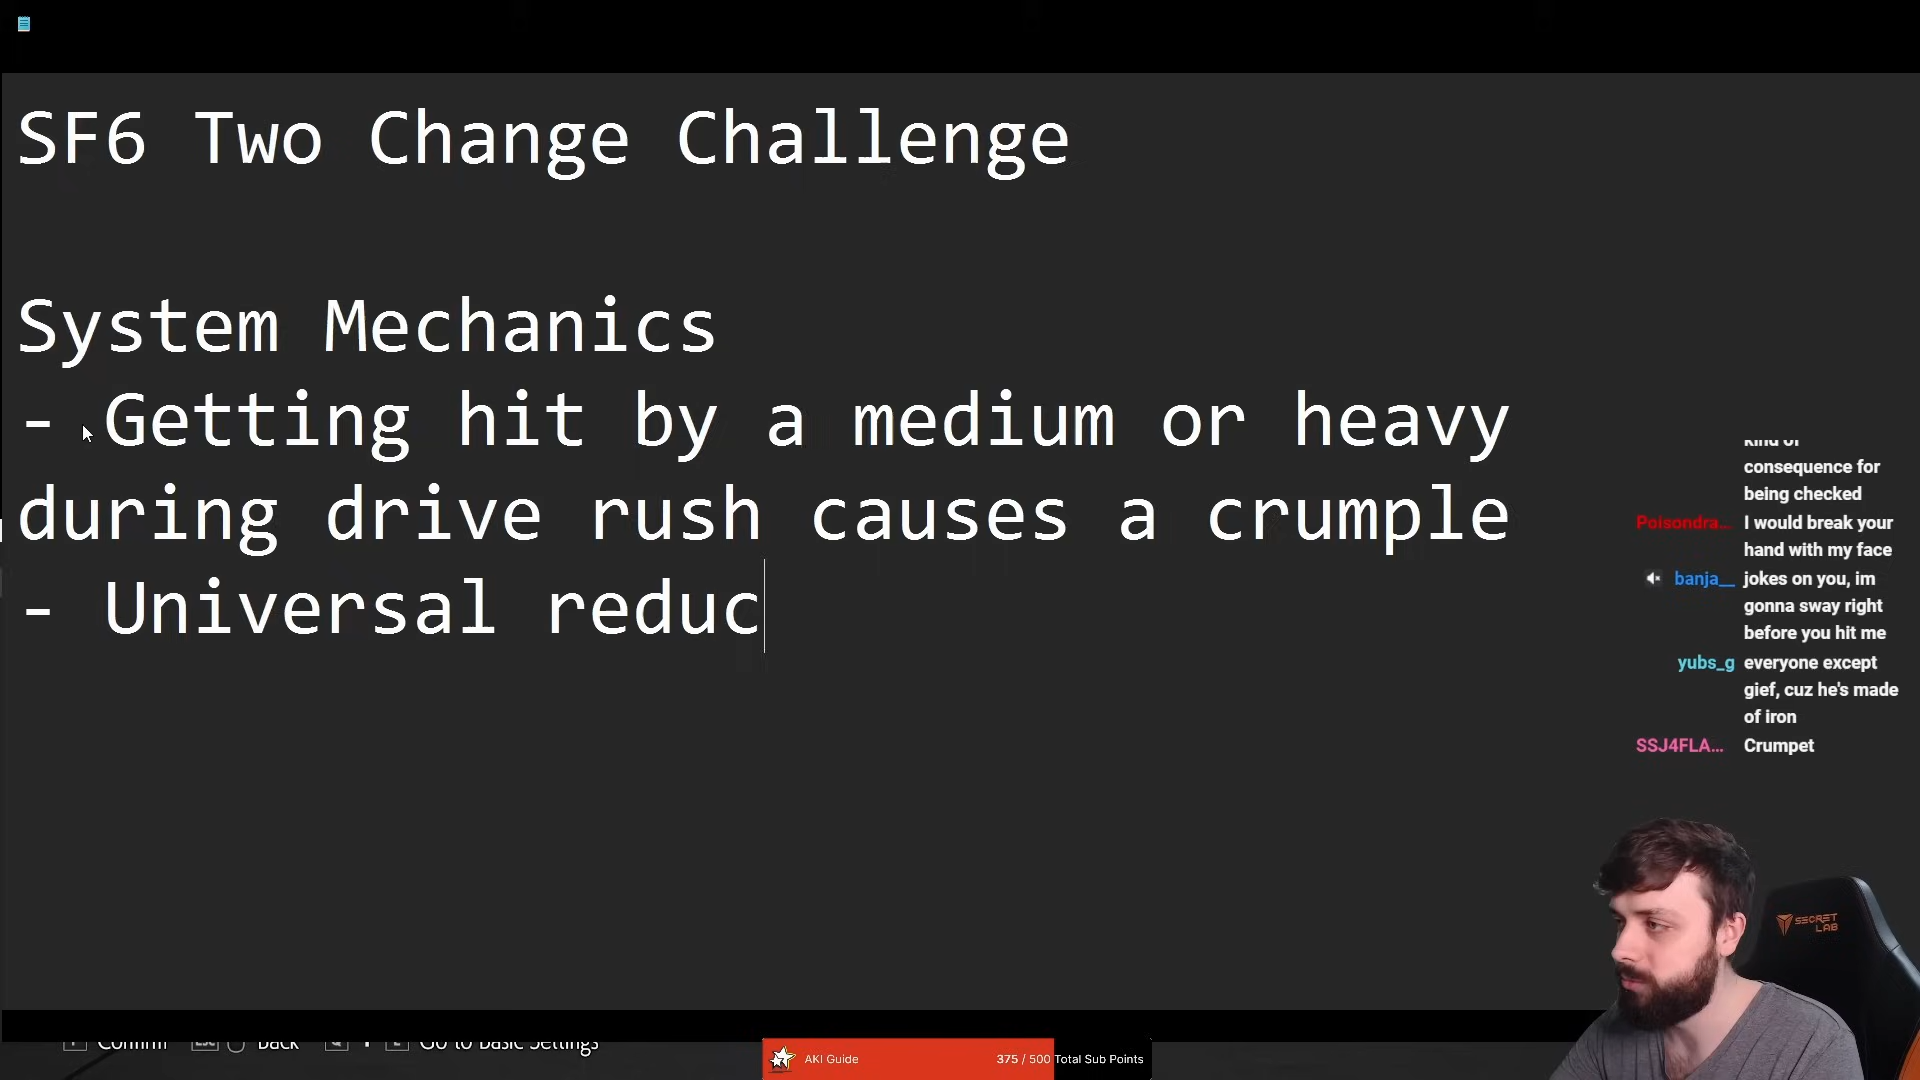 SF6 Two Change Challenge
System Mechanics
- Getting hit by a medium or heavy
during drive rush causes a crumple
- Universal reduc
kind of
consequence for
being checked
Poisondra... I would break your
hand with my face
banja__ jokes on you, im
gonna sway right
before you hit me
yubs_g everyone except
gief, cuz he's made
of iron
SSJ4FLA... Crumpet
SECRET
LAB
F Confirm ESC Back Q E Go to Basic Settings
AKI Guide 375 / 500 Total Sub Points